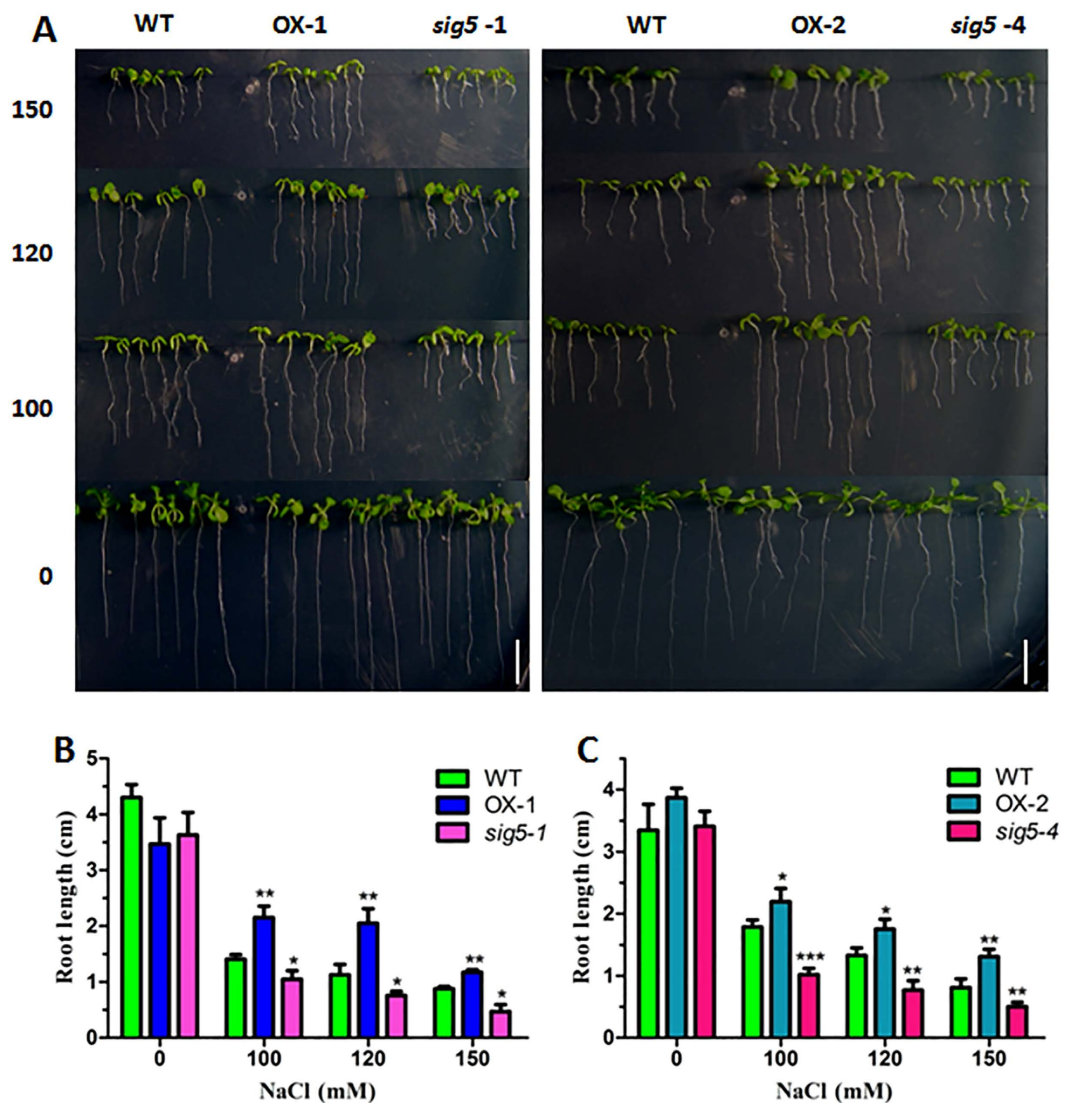 A
WT OX-1 sig5 -1 WT OX-2 sig5 -4
150
120
100
0
B
5
4
3
2
1
0
Root length (cm)
WT
OX-1
sig5-1
** * ** * ** *
0 100 120 150
NaCl (mM)
C
4
3
2
1
0
Root length (cm)
WT
OX-2
sig5-4
* *** * ** ** **
0 100 120 150
NaCl (mM)